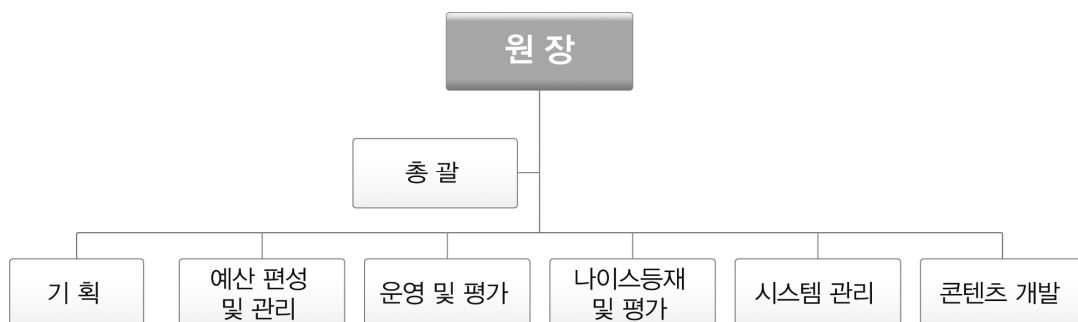 원 장
총 괄
기 획
예산 편성
및 관리
운영 및 평가
나이스등재
및 평가
시스템 관리
콘텐츠 개발